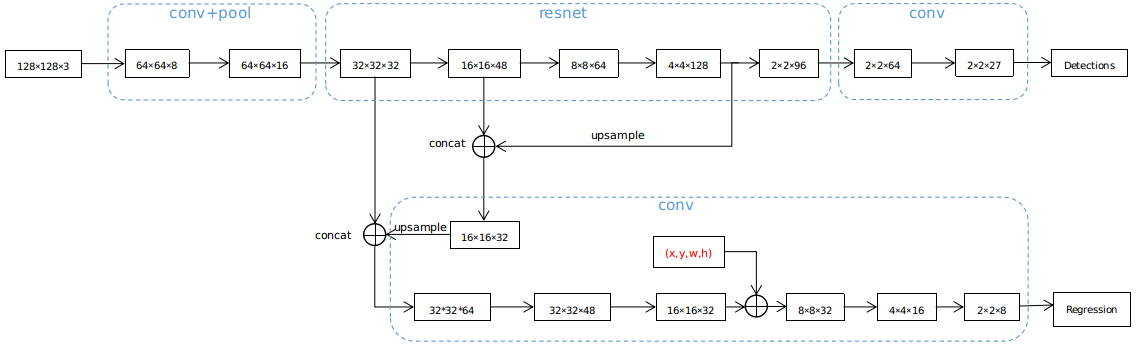 conv+pool
resnet
conv
128×128×3
64×64×8
64×64×16
32×32×32
16×16×48
8×8×64
4×4×128
2×2×96
2×2×64
2×2×27
Detections
concat
upsample
conv
concat
upsample
16×16×32
(x,y,w,h)
32*32*64
32×32×48
16×16×32
8×8×32
4×4×16
2×2×8
Regression